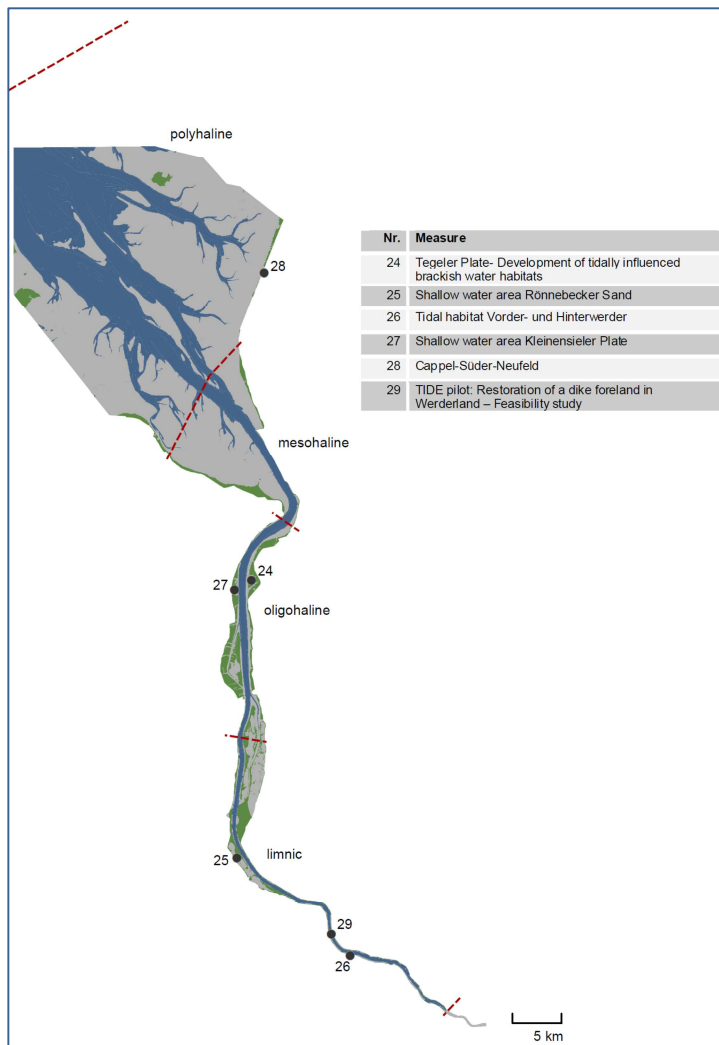 polyhaline
28
Nr. Measure
24 Tegeler Plate- Development of tidally influenced
brackish water habitats
25 Shallow water area Rönnebecker Sand
26 Tidal habitat Vorder- und Hinterwerder
27 Shallow water area Kleinensieler Plate
28 Cappel-Süder-Neufeld
29 TIDE pilot: Restoration of a dike foreland in
Werderland – Feasibility study
mesohaline
24
27
oligohaline
limnic
25
29
26
5 km